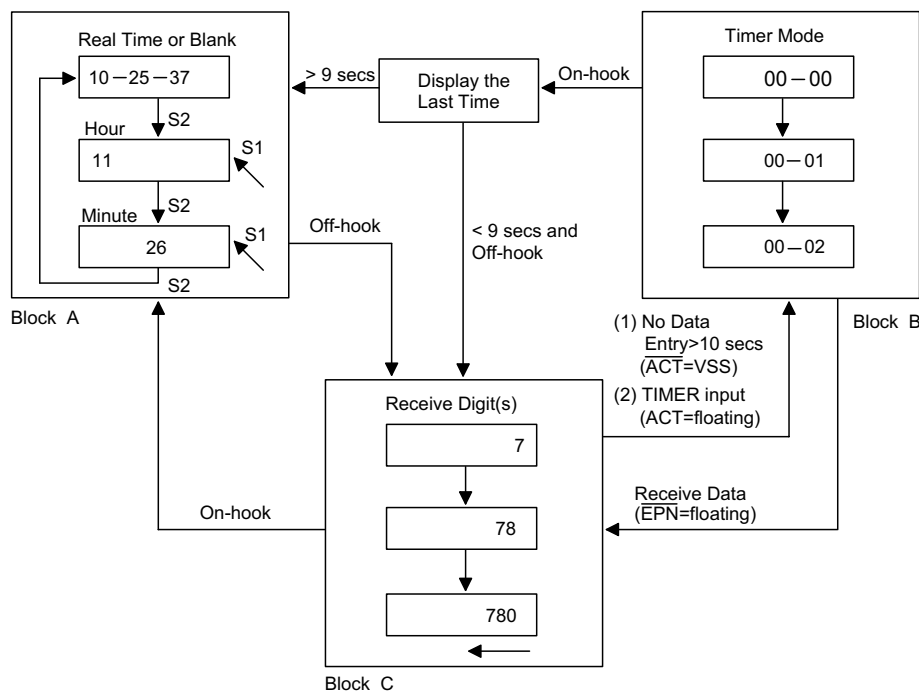 Real Time or Blank
10—25—37
S2
Hour
11
S1
S2
Minute
26
S1
S2
Block A
> 9 secs
Display the
Last Time
On-hook
Timer Mode
00—00
00—01
00—02
Block B
Off-hook
< 9 secs and
Off-hook
(1) No Data
Entry>10 secs
(A̅C̅T̅=VSS)
(2) TIMER input
(ACT=floating)
Receive Digit(s)
7
78
780
Block C
On-hook
Receive Data
(E̅P̅N̅=floating)